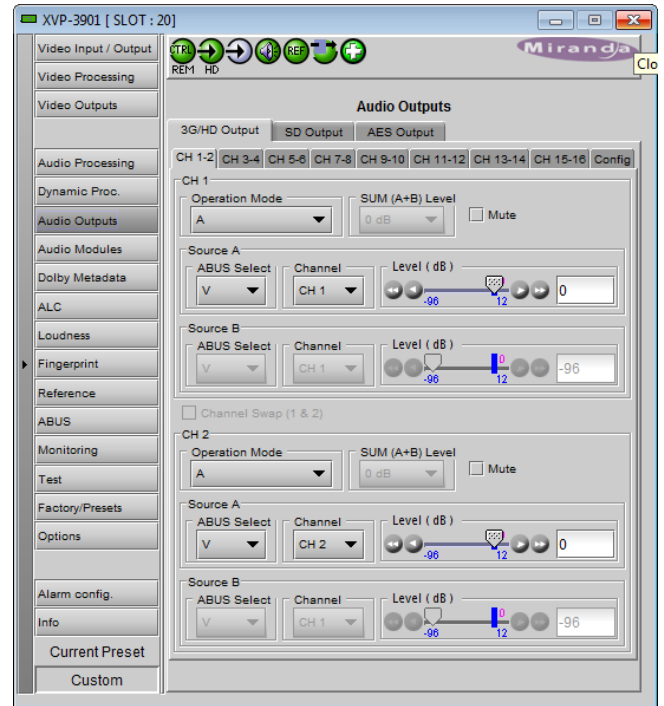 XVP-3901 [ SLOT : 20]
Video Input / Output
Video Processing
Video Outputs
Audio Processing
Dynamic Proc.
Audio Outputs
Audio Modules
Dolby Metadata
ALC
Loudness
Fingerprint
Reference
ABUS
Monitoring
Test
Factory/Presets
Options
Alarm config.
Info
Current Preset
Custom
CTRL REF
REM HD
Miranda
Clo
Audio Outputs
3G/HD Output SD Output AES Output
CH 1-2 CH 3-4 CH 5-6 CH 7-8 CH 9-10 CH 11-12 CH 13-14 CH 15-16 Config
CH 1
Operation Mode SUM (A+B) Level
A 0 dB Mute
Source A
ABUS Select Channel Level ( dB )
V CH 1 0
-96 12
Source B
ABUS Select Channel Level ( dB )
V CH 1 0 -96
-96 12
Channel Swap (1 & 2)
CH 2
Operation Mode SUM (A+B) Level
A 0 dB Mute
Source A
ABUS Select Channel Level ( dB )
V CH 2 0
-96 12
Source B
ABUS Select Channel Level ( dB )
V CH 1 0 -96
-96 12